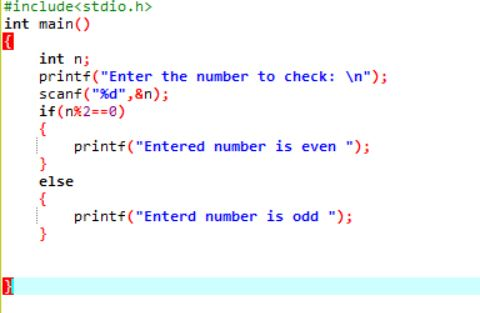 #include<stdio.h>
int main()
{
    int n;
    printf("Enter the number to check: \n");
    scanf("%d",&n);
    if(n%2==0)
    {
        printf("Entered number is even ");
    }
    else
    {
        printf("Enterd number is odd ");
    }
}